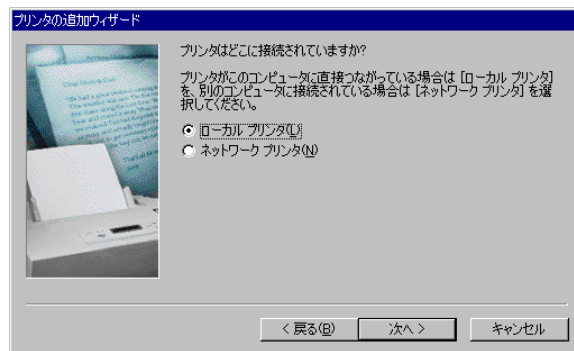 プリンタの追加ウィザード
プリンタはどこに接続されていますか?
プリンタがこのコンピュータに直接つながっている場合は [ローカル プリンタ]
を、別のコンピュータに接続されている場合は [ネットワーク プリンタ] を選
択してください。
ローカル プリンタ(L)
ネットワーク プリンタ(N)
< 戻る(B)
次へ >
キャンセル